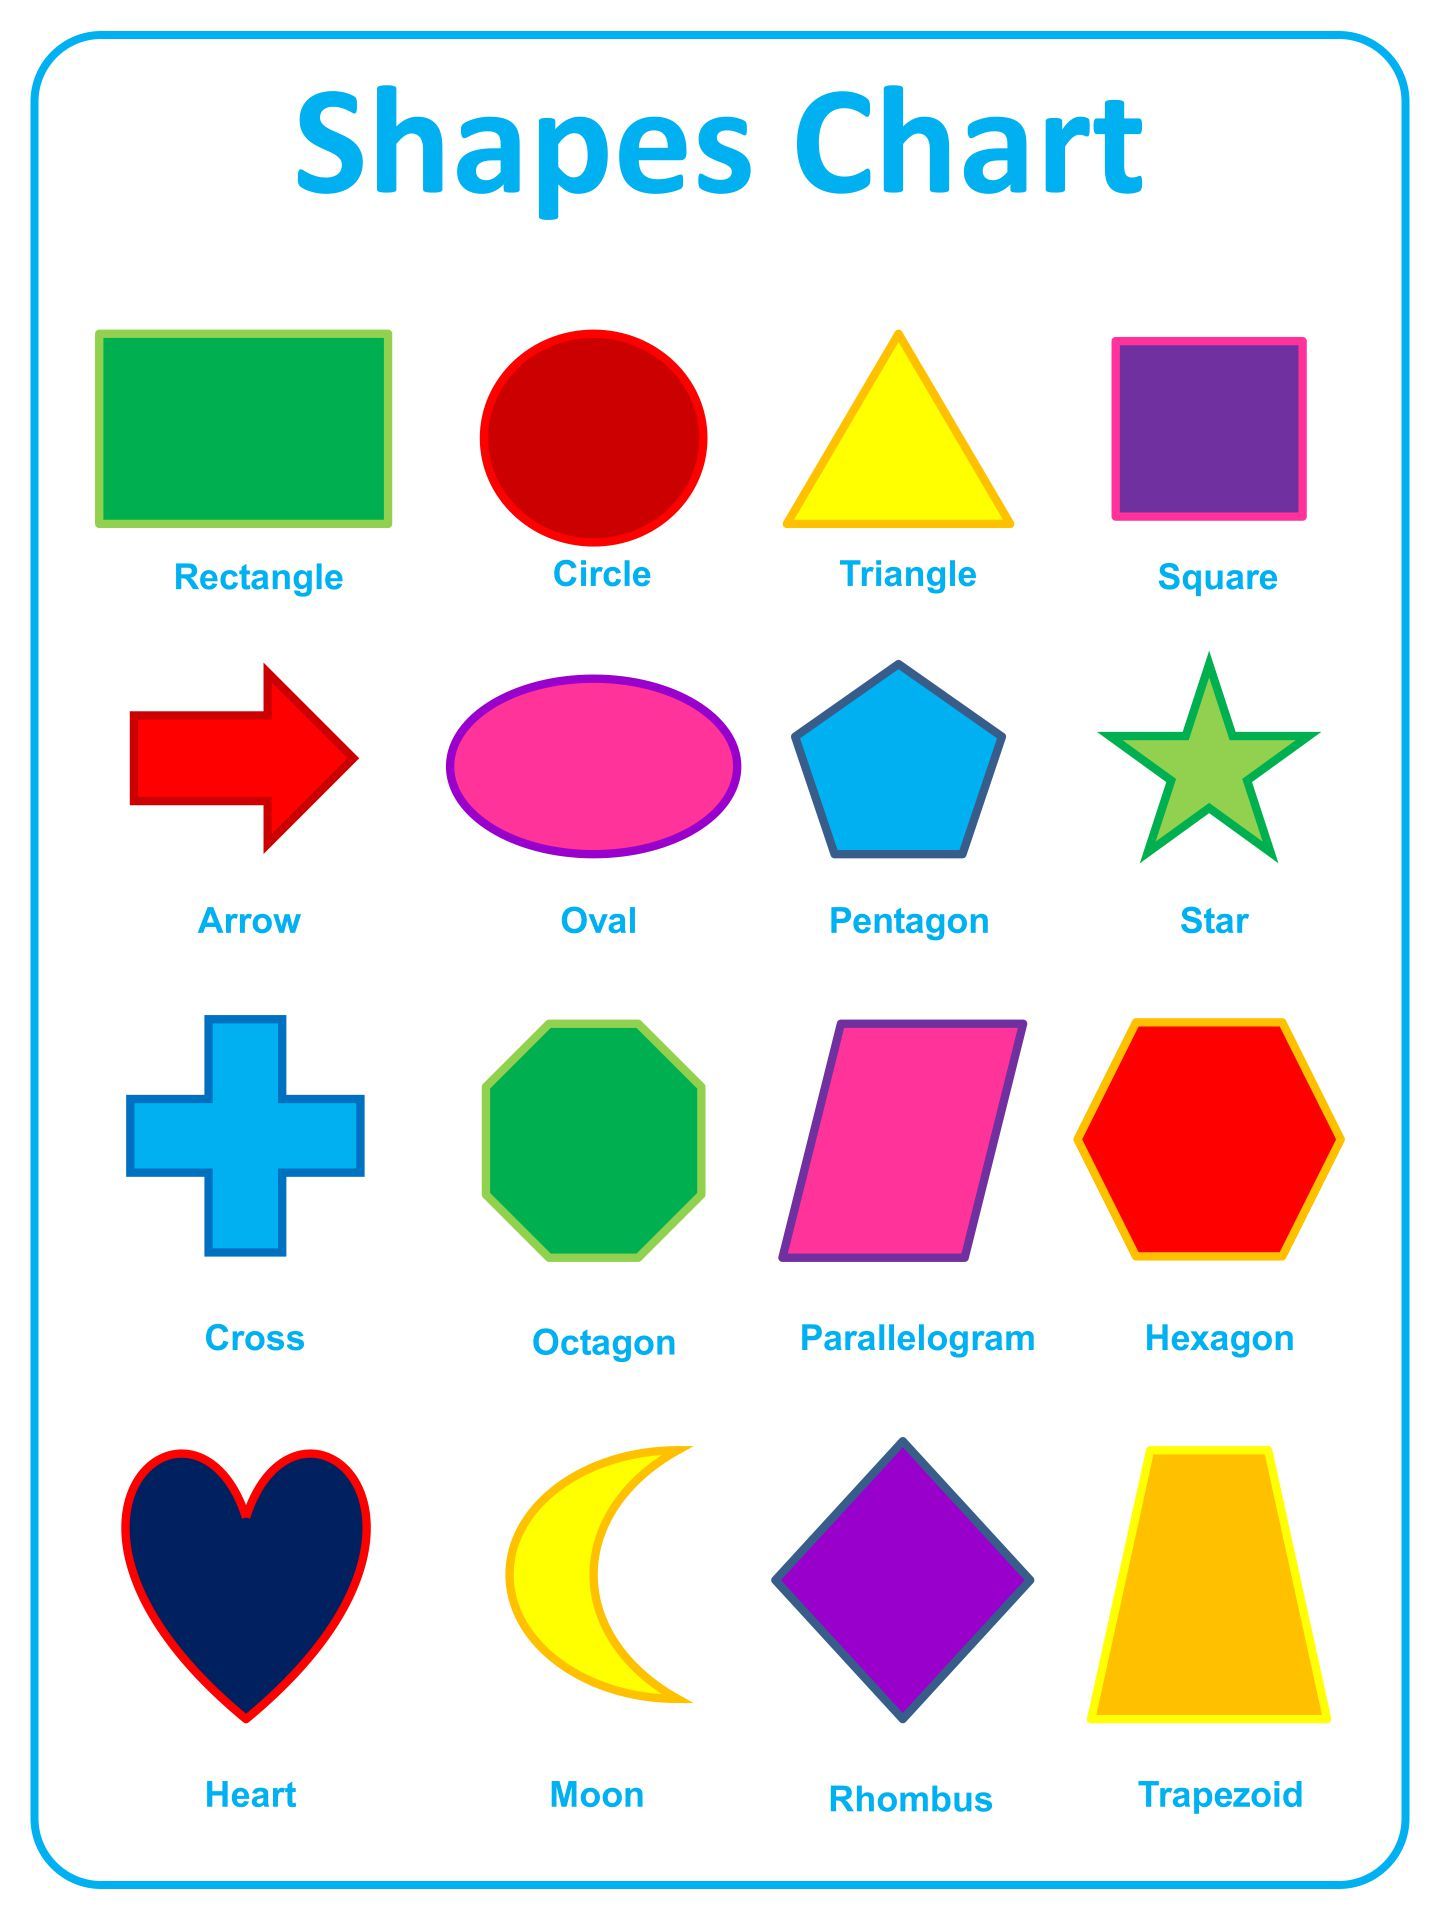 Shapes Chart
Rectangle Circle Triangle Square
Arrow Oval Pentagon Star
Cross Octagon Parallelogram Hexagon
Heart Moon Rhombus Trapezoid